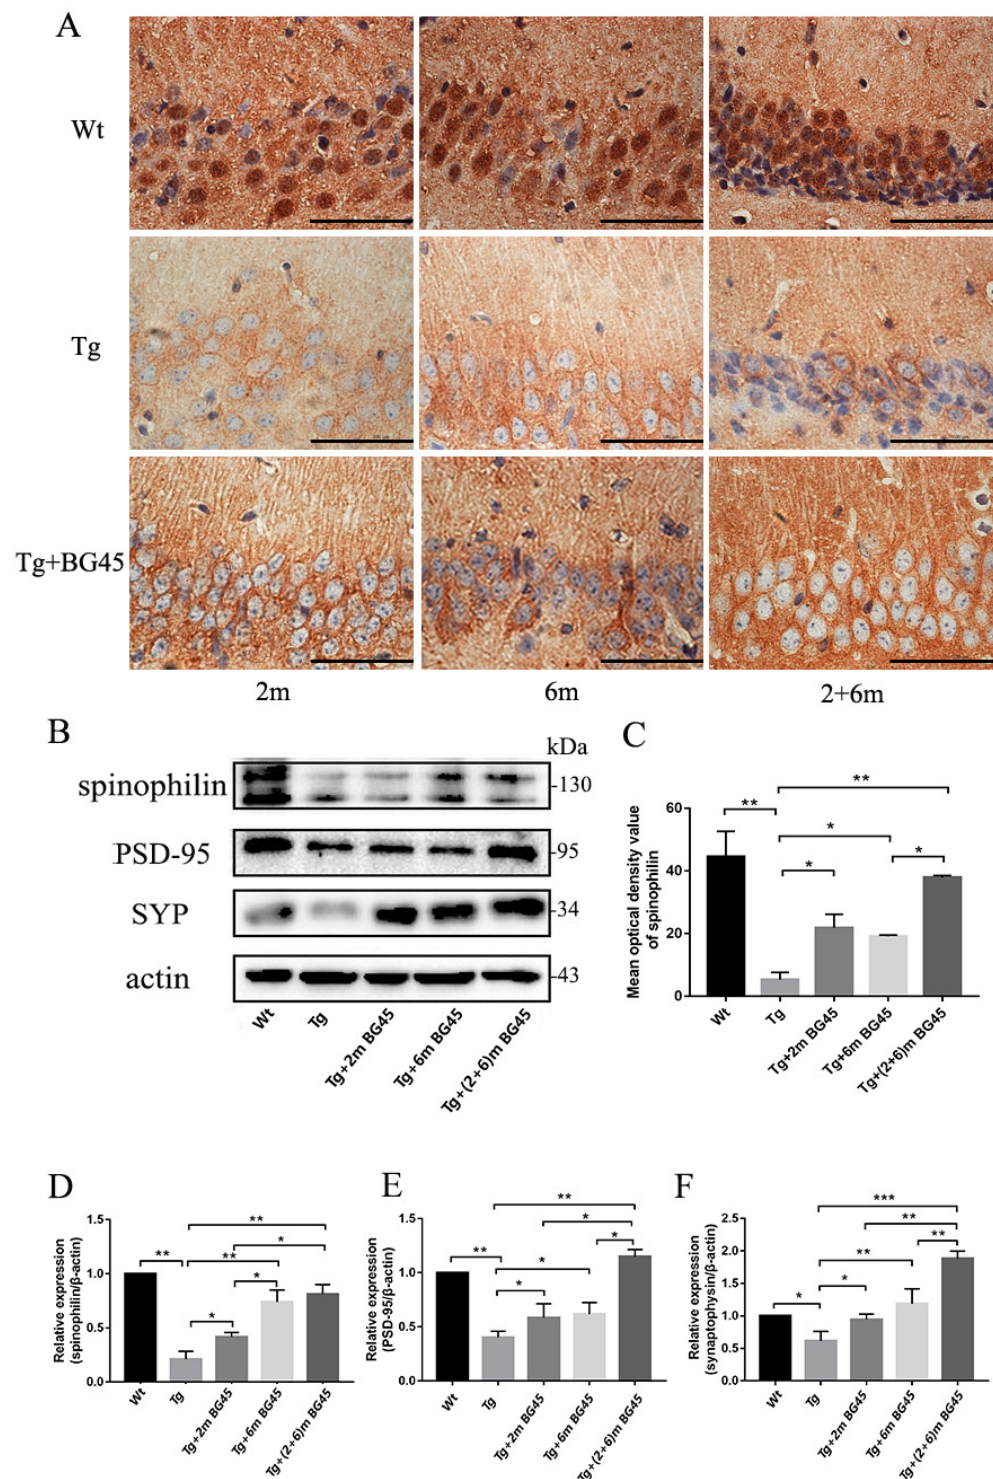 A
Wt
Tg
Tg+BG45
2m 6m 2+6m
B
kDa
spinophilin
-130
PSD-95
-95
SYP
-34
actin
-43
Wt Tg Tg+2m BG45 Tg+6m BG45 Tg+(2+6)m BG45
C
Mean optical density value
of spinophilin
60
40
20
0
** * * * **
Wt Tg Tg+2m BG45 Tg+6m BG45 Tg+(2+6)m BG45
D
Relative expression
(spinophilin/β-actin)
1.5
1.0
0.5
0.0
** * * ** * **
Wt Tg Tg+2m BG45 Tg+6m BG45 Tg+(2+6)m BG45
E
Relative expression
(PSD-95/β-actin)
1.5
1.0
0.5
0.0
** * * * * **
Wt Tg Tg+2m BG45 Tg+6m BG45 Tg+(2+6)m BG45
F
Relative expression
(synaptophysin/β-actin)
2.5
2.0
1.5
1.0
0.5
0.0
* * ** ** ** ***
Wt Tg Tg+2m BG45 Tg+6m BG45 Tg+(2+6)m BG45